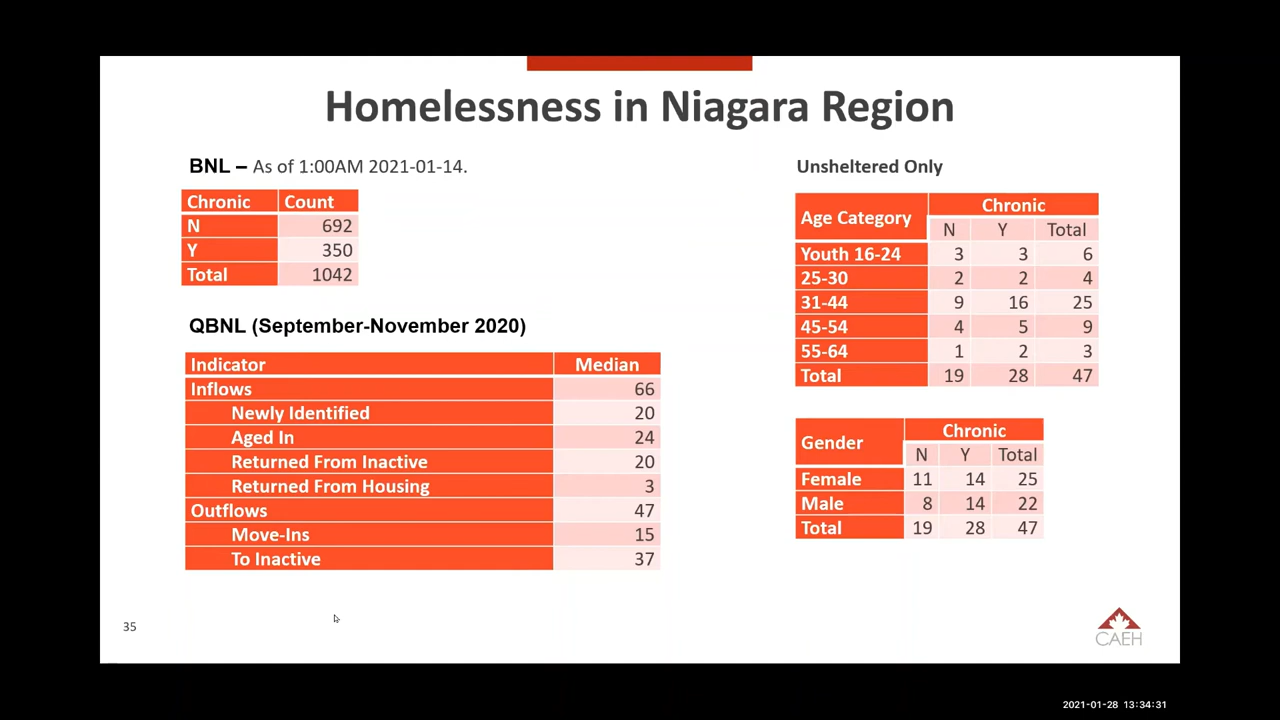 Homelessness in Niagara Region
BNL – As of 1:00AM 2021-01-14.
Chronic Count
N 692
Y 350
Total 1042
QBNL (September-November 2020)
Indicator Median
Inflows 66
Newly Identified 20
Aged In 24
Returned From Inactive 20
Returned From Housing 3
Outflows 47
Move-Ins 15
To Inactive 37
Unsheltered Only
Age Category Chronic
N Y Total
Youth 16-24 3 3 6
25-30 2 2 4
31-44 9 16 25
45-54 4 5 9
55-64 1 2 3
Total 19 28 47
Gender Chronic
N Y Total
Female 11 14 25
Male 8 14 22
Total 19 28 47
35
CAEH
2021-01-28 13:34:31